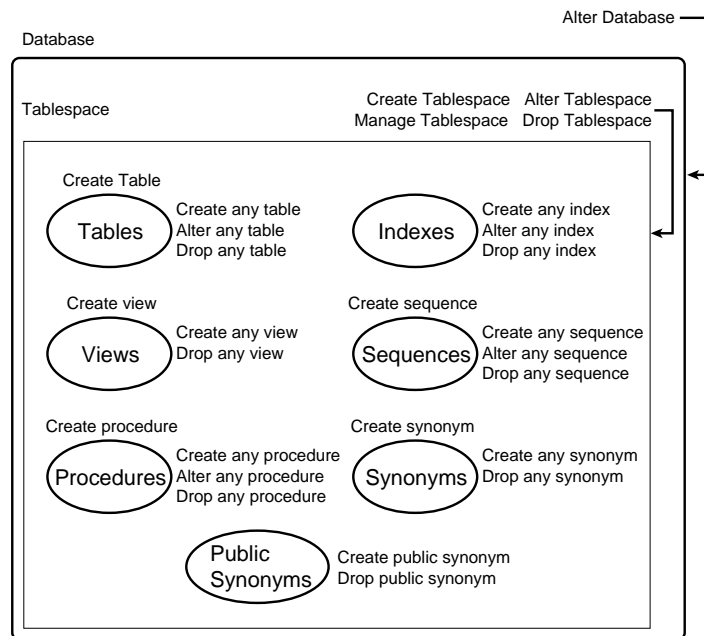 Alter Database
Database
Tablespace
Create Tablespace Alter Tablespace
Manage Tablespace Drop Tablespace
Create Table
Tables
Create any table
Alter any table
Drop any table
Indexes
Create any index
Alter any index
Drop any index
Create view
Views
Create any view
Drop any view
Create sequence
Sequences
Create any sequence
Alter any sequence
Drop any sequence
Create procedure
Procedures
Create any procedure
Alter any procedure
Drop any procedure
Create synonym
Synonyms
Create any synonym
Drop any synonym
Public
Synonyms
Create public synonym
Drop public synonym